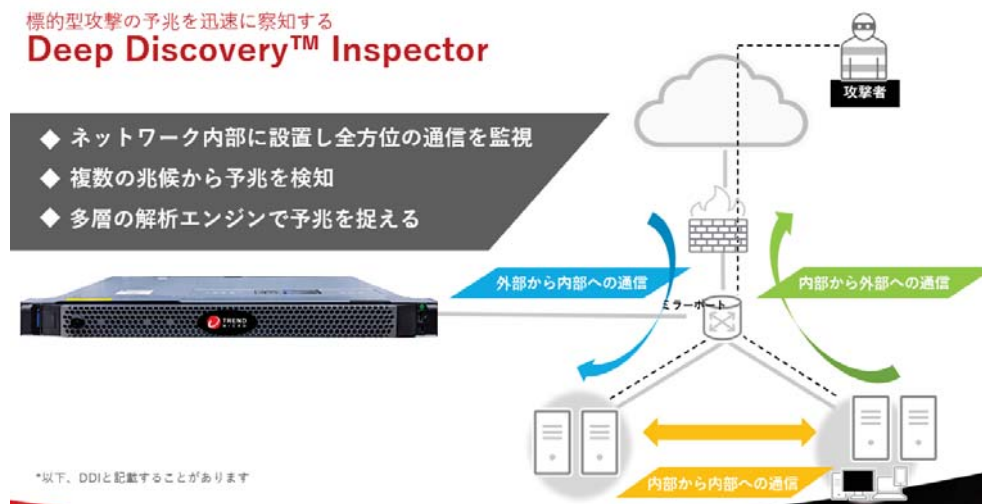 標的型攻撃の予兆を迅速に察知する
Deep Discovery™ Inspector
攻撃者
◆ ネットワーク内部に設置し全方位の通信を監視
◆ 複数の兆候から予兆を検知
◆ 多層の解析エンジンで予兆を捉える
外部から内部への通信
内部から外部への通信
ミラーポート
TREND
MICRO
内部から内部への通信
*以下、DDIと記載することがあります